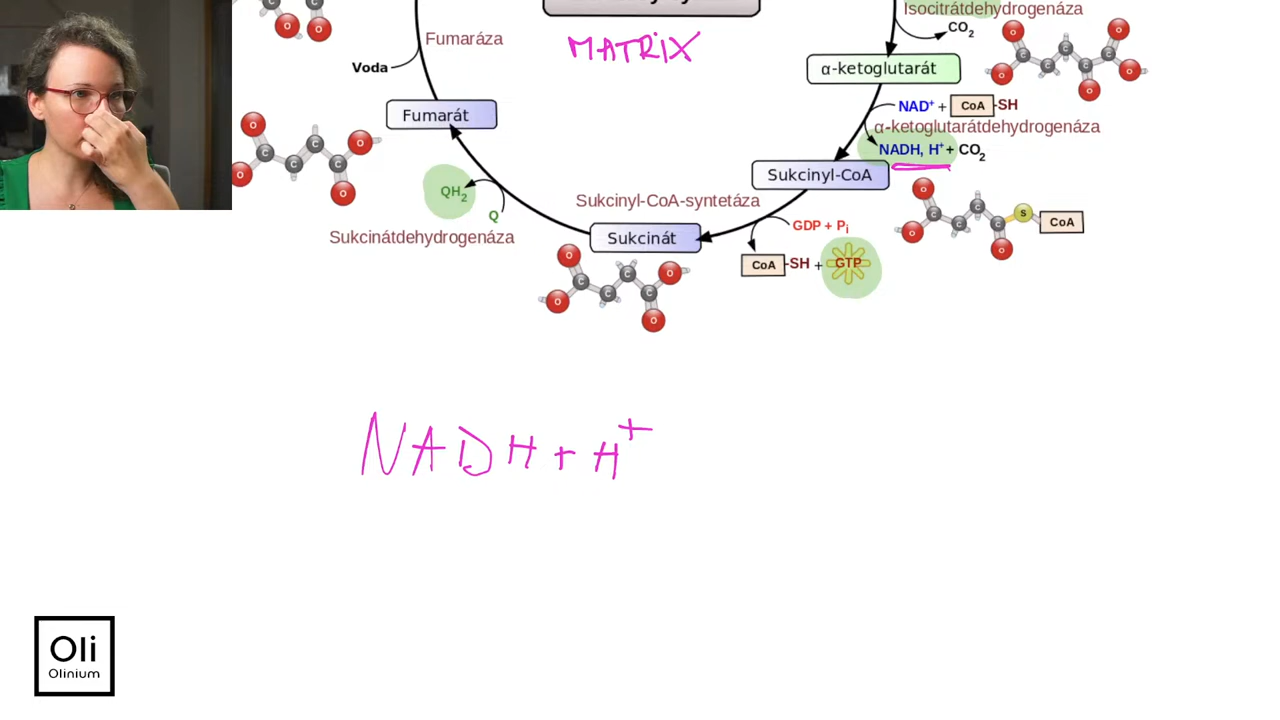 Isocitrátdehydrogenáza
CO2
Fumaráza
MATRIX
Voda
α-ketoglutarát
NAD+ + CoA-SH
Fumarát
α-ketoglutarátdehydrogenáza
NADH, H+ + CO2
Sukcinyl-CoA
QH2
Q
Sukcinyl-CoA-syntetáza
S CoA
GDP + Pi
Sukcinátdehydrogenáza
Sukcinát
CoA-SH + GTP
NADH + H+
Oli
Olinium